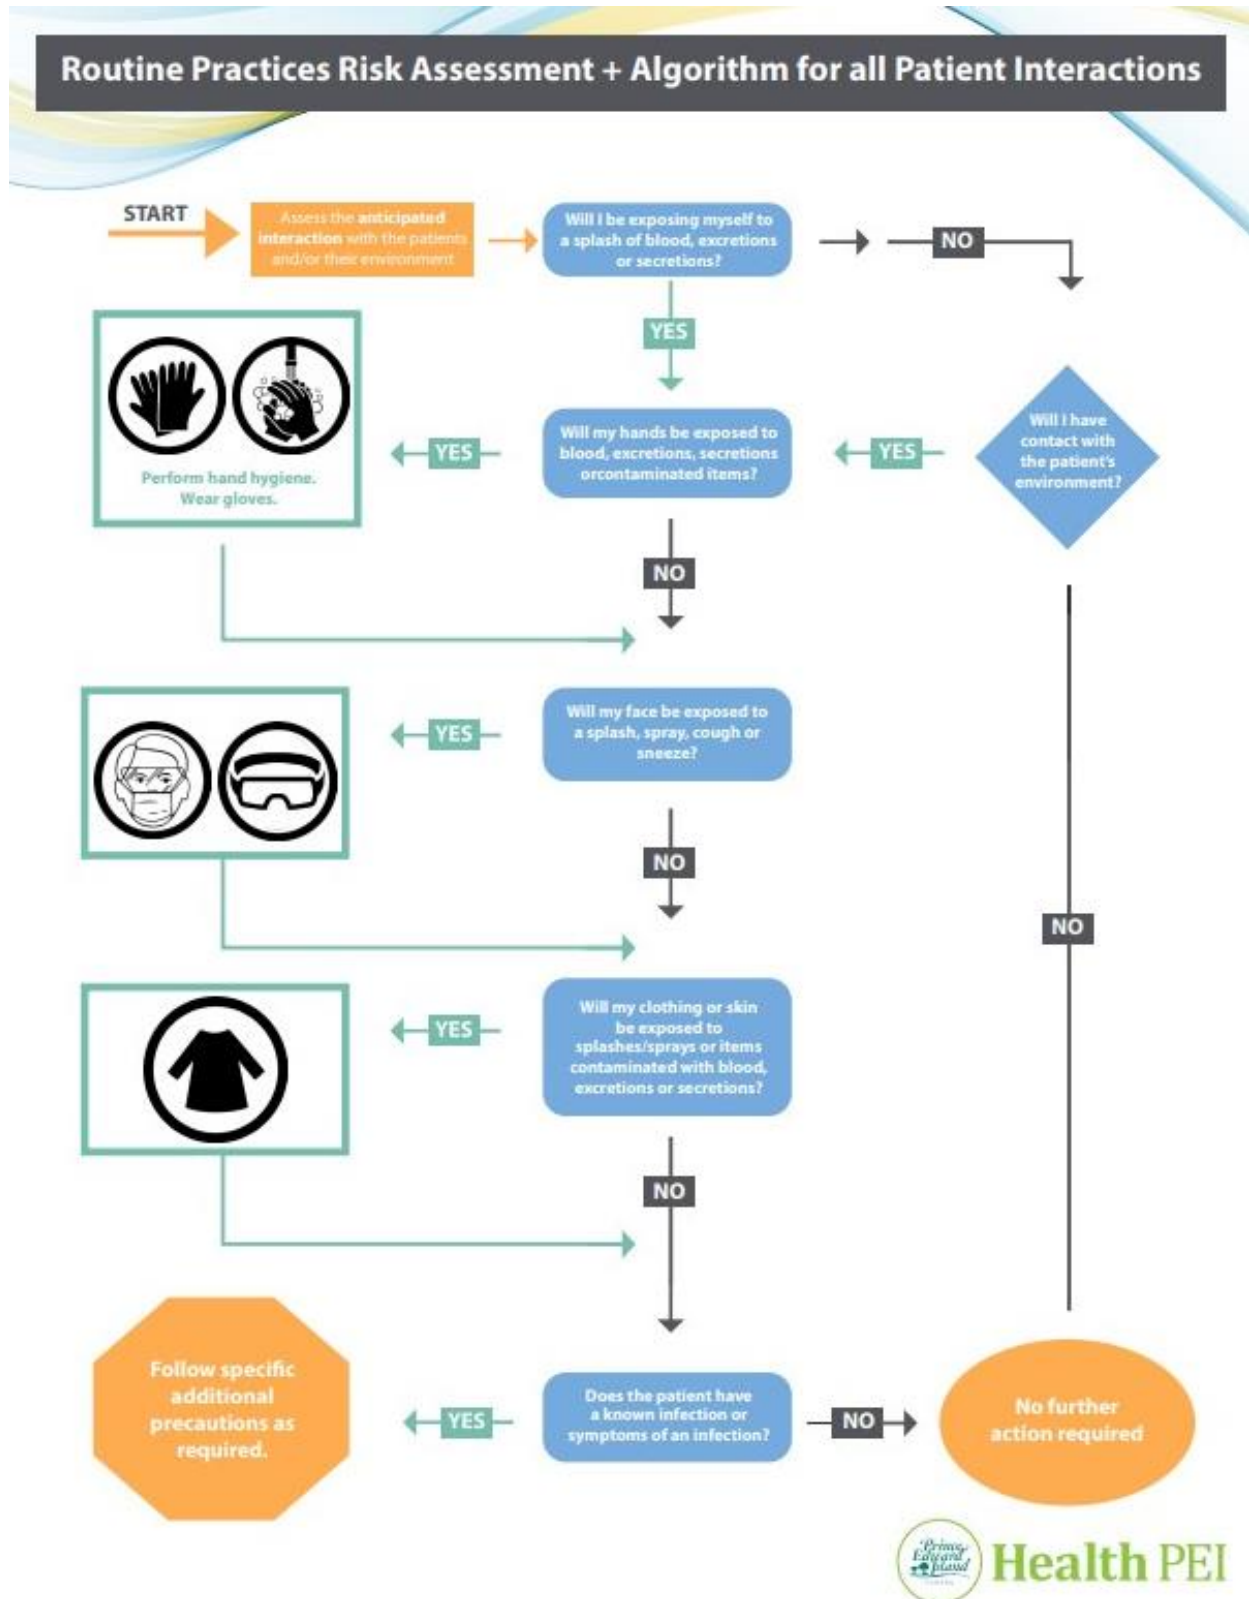 Routine Practices Risk Assessment + Algorithm for all Patient Interactions
START
Assess the anticipated
interaction with the patients
and/or their environment
Will I be exposing myself to
a splash of blood, excretions
or secretions?
NO
YES
Perform hand hygiene.
Wear gloves.
YES
Will my hands be exposed to
blood, excretions, secretions
orcontaminated items?
YES
Will I have
contact with
the patient's
environment?
NO
YES
Will my face be exposed to
a splash, spray, cough or
sneeze?
NO
NO
YES
Will my clothing or skin
be exposed to
splashes/sprays or items
contaminated with blood,
excretions or secretions?
NO
Follow specific
additional
precautions as
required.
YES
Does the patient have
a known infection or
symptoms of an infection?
NO
No further
action required
Prince
Edward
Island
CANADA
Health PEI